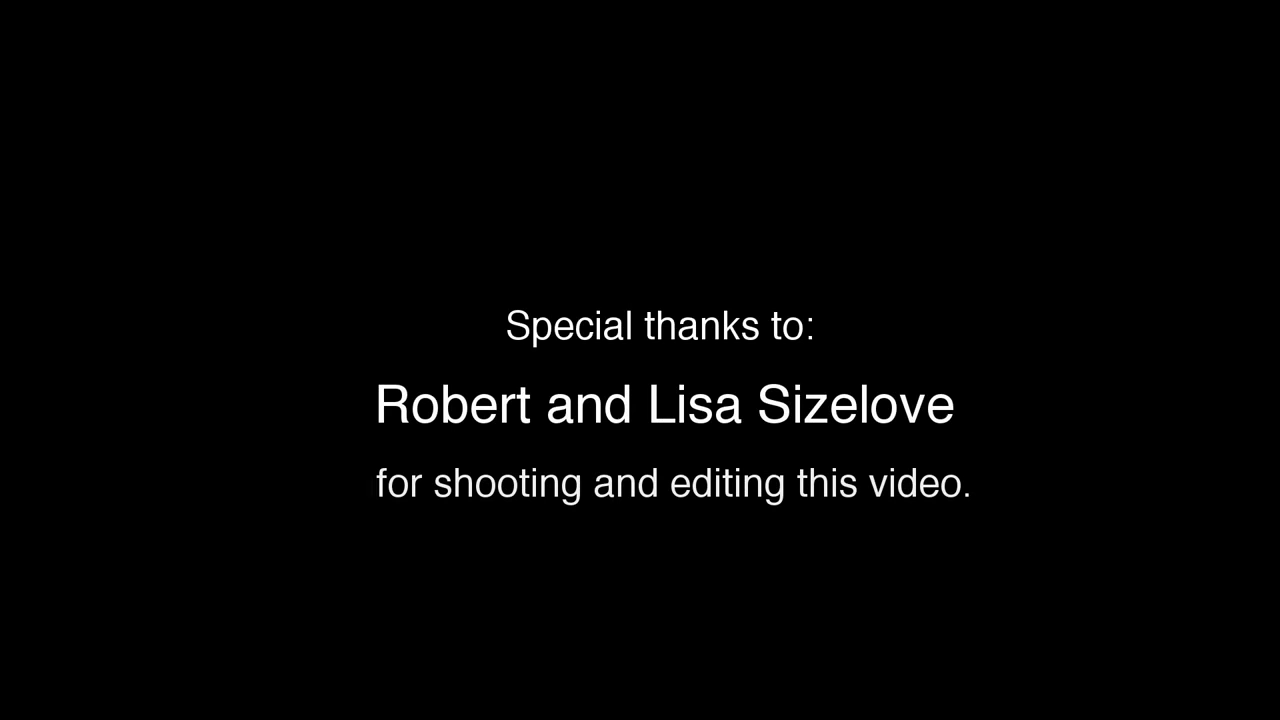 Special thanks to:
Robert and Lisa Sizelove
for shooting and editing this video.